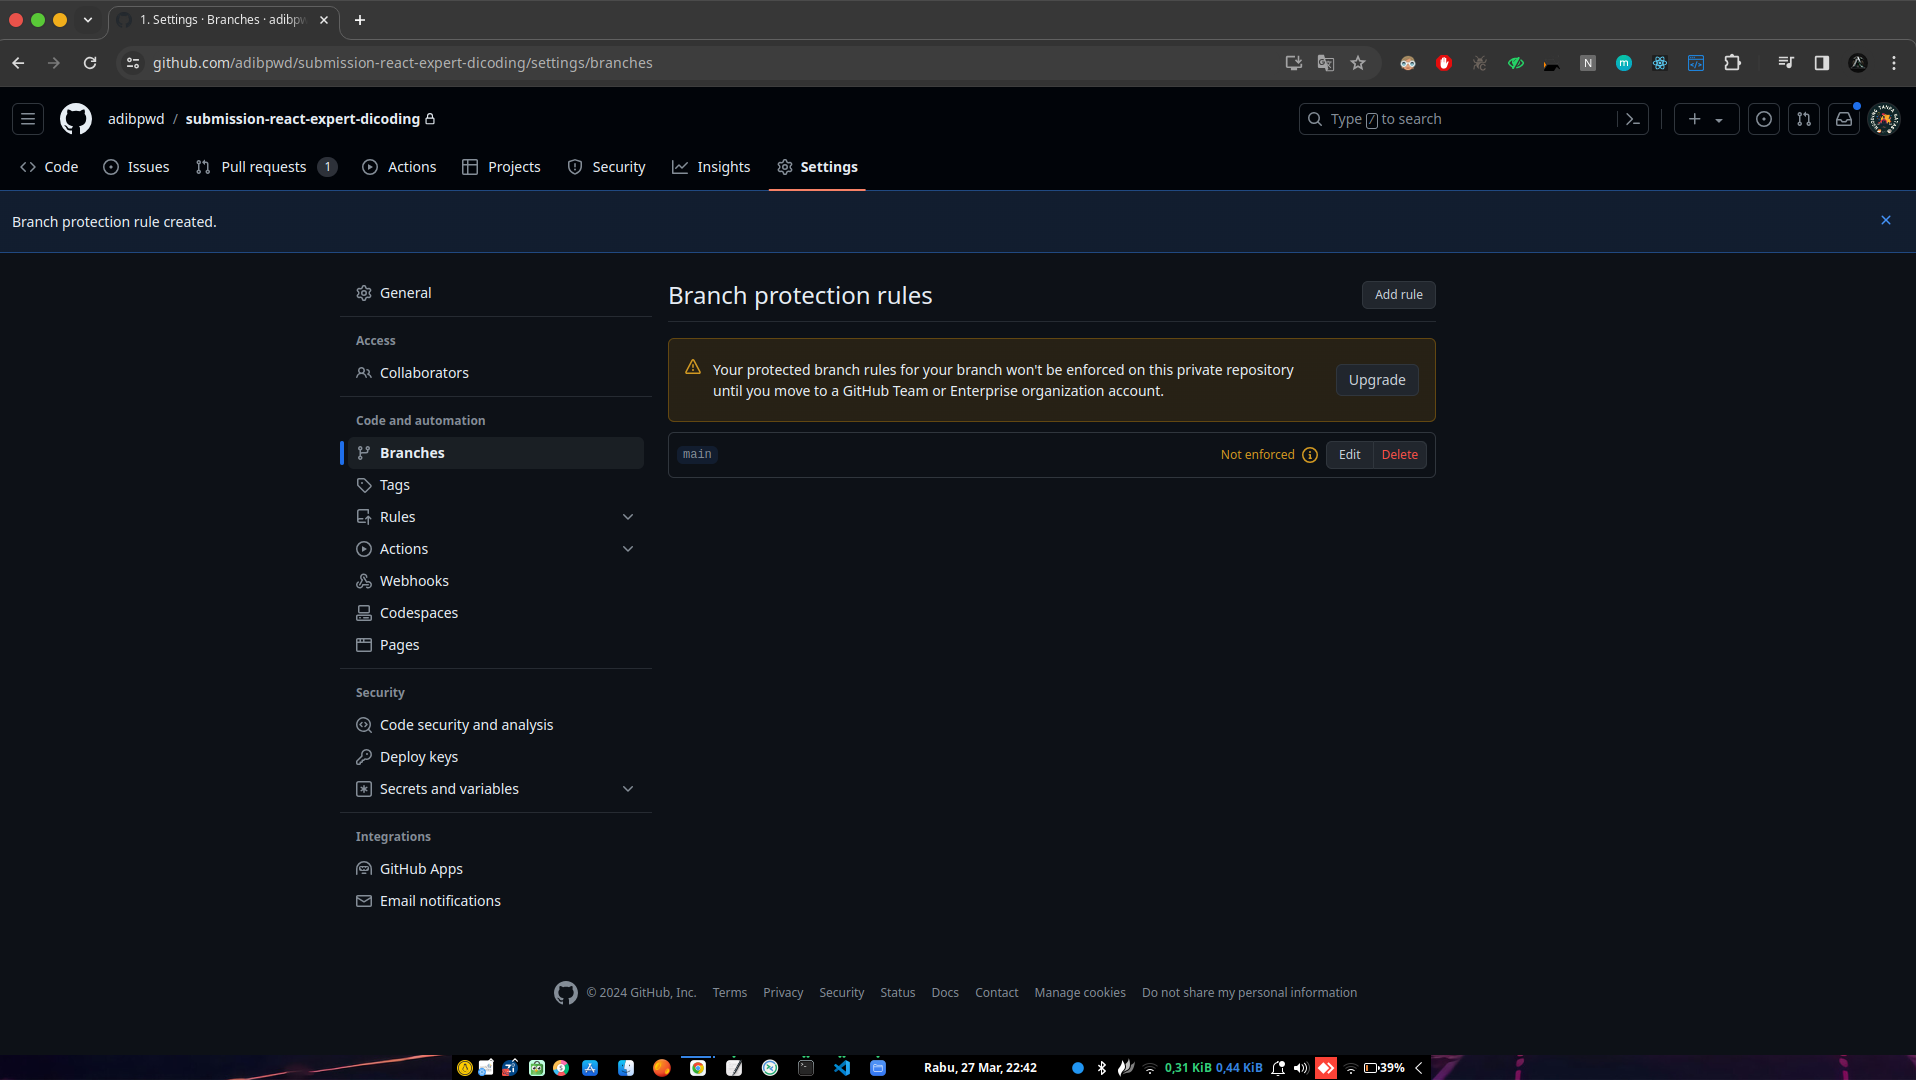 1. Settings · Branches · adibpw
github.com/adibpwd/submission-react-expert-dicoding/settings/branches
adibpwd / submission-react-expert-dicoding
Type / to search
Code
Issues
Pull requests 1
Actions
Projects
Security
Insights
Settings
Branch protection rule created.
General
Access
Collaborators
Code and automation
Branches
Tags
Rules
Actions
Webhooks
Codespaces
Pages
Security
Code security and analysis
Deploy keys
Secrets and variables
Integrations
GitHub Apps
Email notifications
Branch protection rules
Add rule
Your protected branch rules for your branch won't be enforced on this private repository
until you move to a GitHub Team or Enterprise organization account.
Upgrade
main
Not enforced
Edit
Delete
© 2024 GitHub, Inc.
Terms
Privacy
Security
Status
Docs
Contact
Manage cookies
Do not share my personal information
Rabu, 27 Mar, 22:42
0,31 KiB 0,44 KiB
39%